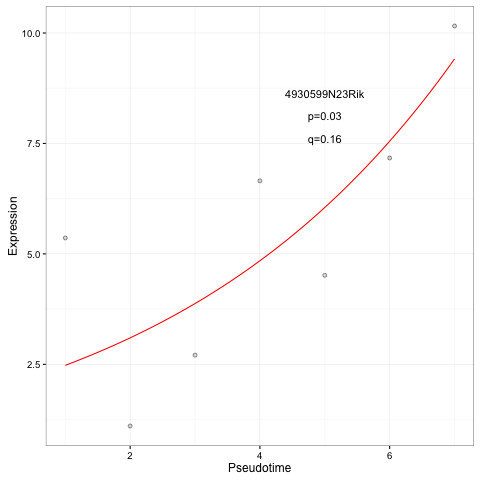 10.0
7.5
5.0
2.5
Expression
4930599N23Rik
p=0.03
q=0.16
2
4
6
Pseudotime